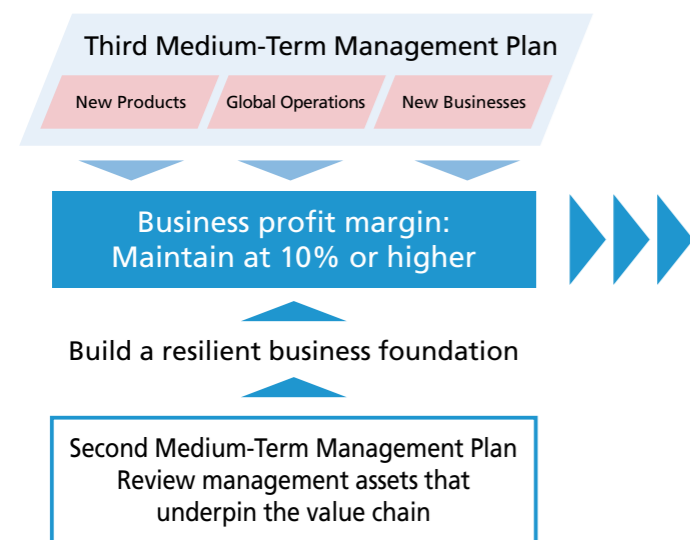 Third Medium-Term Management Plan
New Products
Global Operations
New Businesses
Business profit margin:
Maintain at 10% or higher
Build a resilient business foundation
Second Medium-Term Management Plan
Review management assets that
underpin the value chain